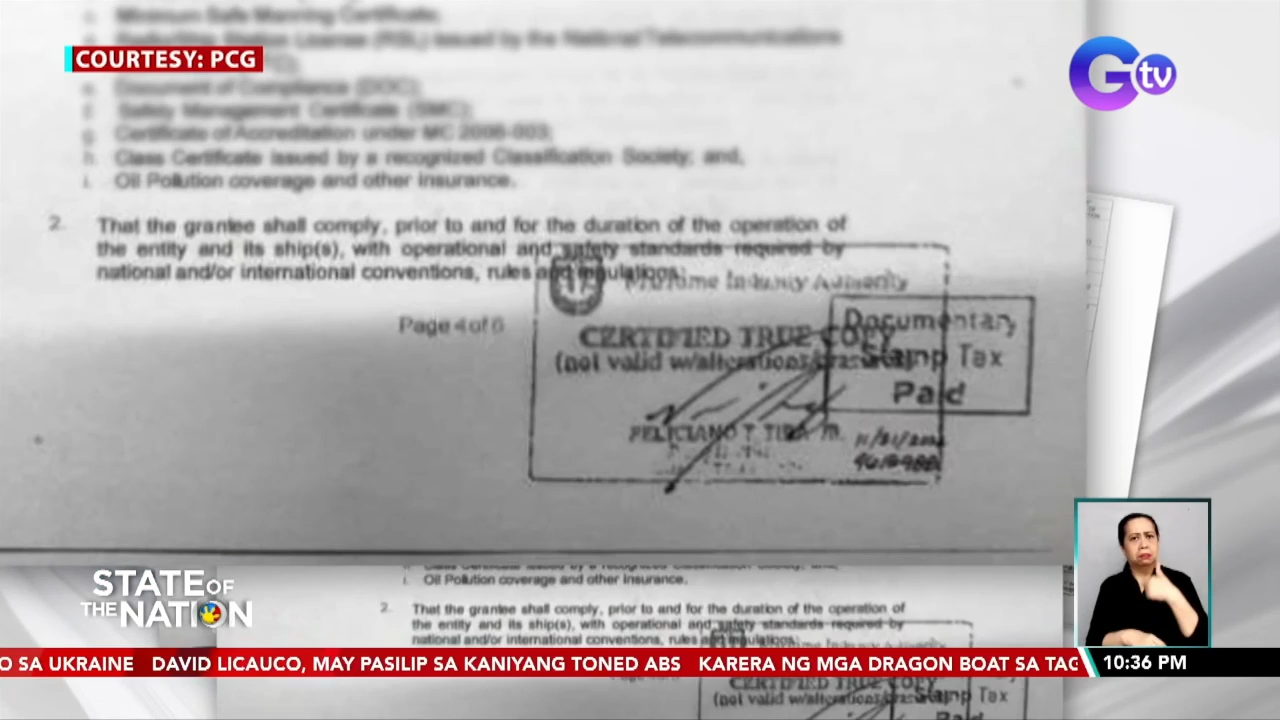 COURTESY: PCG
G tv
Minimum Safe Manning Certificate;
Station License (RSL) issued by the National Telecommunications
e. Document of Compliance (DOC);
f. Safety Management Certificate (SMC);
g. Certificate of Accreditation under MC 2006-003;
h. Class Certificate issued by a recognized Classification Society; and,
i. Oil Pollution coverage and other insurance.
2. That the grantee shall comply, prior to and for the duration of the operation of
the entity and its ship(s), with operational and safety standards required by
national and/or international conventions, rules and regulations.
Page 4 of 6
Maritime Industry Authority
CERTIFIED TRUE COPY
(not valid w/alterations/erasures)
Documentary
Stamp Tax
Paid
FELICIANO T. TIRA JR.
i. Oil Pollution coverage and other insurance.
2. That the grantee shall comply, prior to and for the duration of the operation of
the entity and its ship(s), with operational and safety standards required by
national and/or international conventions, rules and regulations.
Maritime Industry Authority
CERTIFIED TRUE COPY
(not valid w/alterations/erasures)
Stamp Tax
Paid
STATE OF
THE NATION
O SA UKRAINE DAVID LICAUCO, MAY PASILIP SA KANIYANG TONED ABS KARERA NG MGA DRAGON BOAT SA TAG
10:36 PM